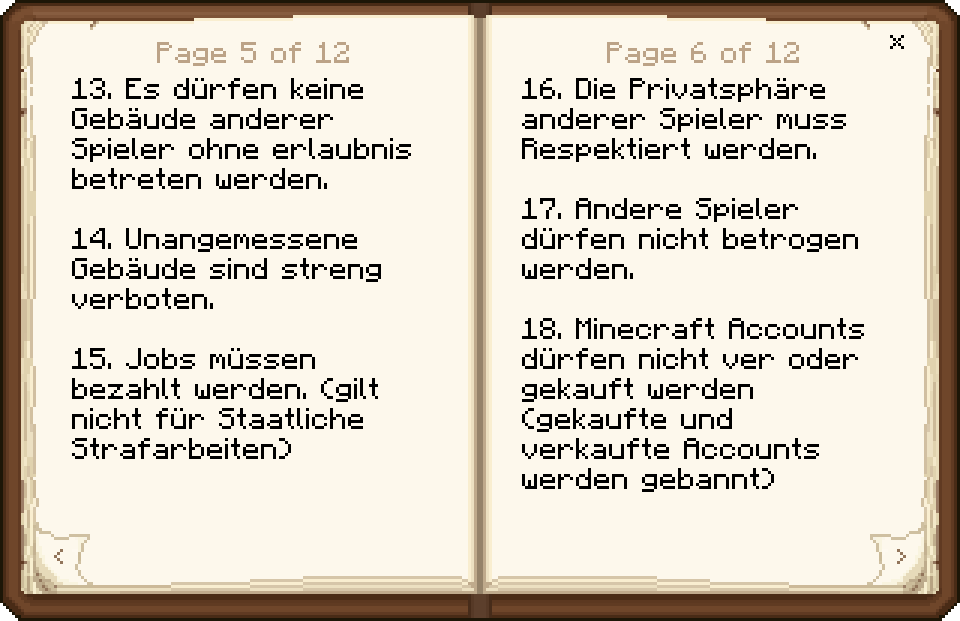 Page 5 of 12
13. Es dürfen keine
Gebäude anderer
Spieler ohne erlaubnis
betreten werden.
14. Unangemessene
Gebäude sind streng
verboten.
15. Jobs müssen
bezahlt werden. (gilt
nicht für Staatliche
Strafarbeiten)
Page 6 of 12
16. Die Privatsphäre
anderer Spieler muss
Respektiert werden.
17. Andere Spieler
dürfen nicht betrogen
werden.
18. Minecraft Accounts
dürfen nicht ver oder
gekauft werden
(gekaufte und
verkaufte Accounts
werden gebannt)